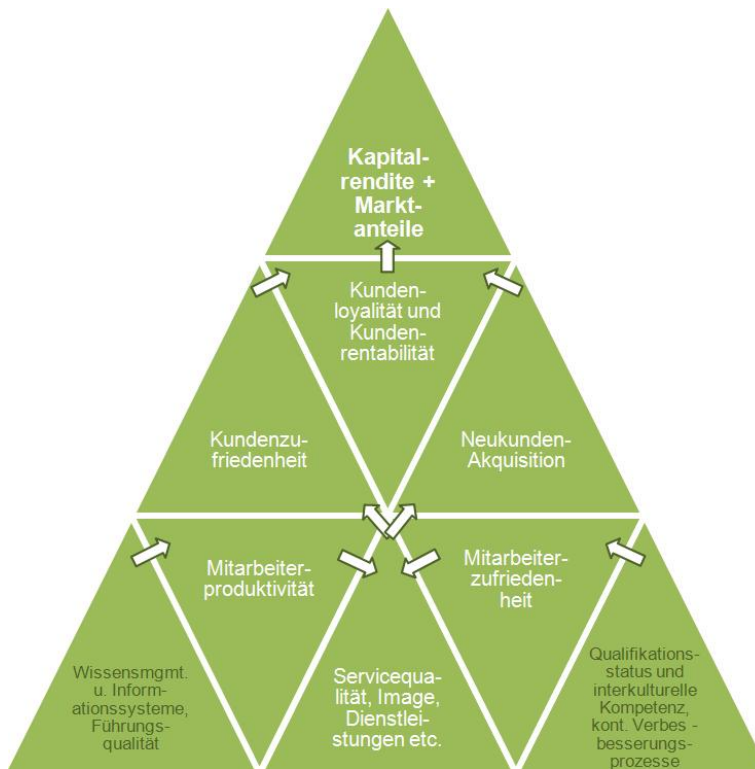 Kapital-
rendite +
Markt-
anteile
Kunden-
loyalität und
Kunden-
rentabilität
Kundenzu-
friedenheit
Neukunden-
Akquisition
Mitarbeiter-
produktivität
Mitarbeiter-
zufrieden-
heit
Wissensmgmt.
u. Inform-
ationssysteme,
Führungs-
qualität
Servicequa-
lität, Image,
Dienstlei-
stungen etc.
Qualifikations-
status und
interkulturelle
Kompetenz,
kont. Verbes -
besserungs-
prozesse